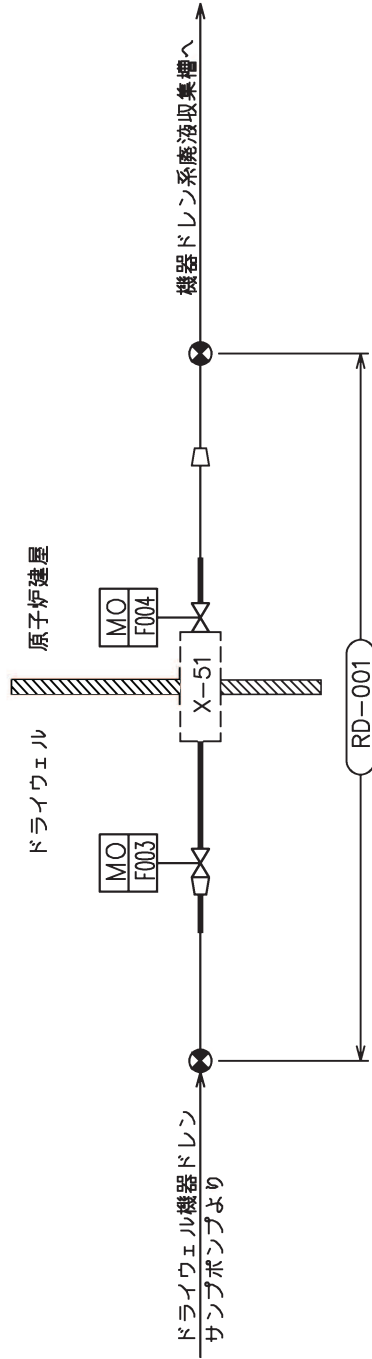 ドライウェル機器ドレン
サンプポンプより
MO
F003
ドライウェル
原子炉建屋
X-51
MO
F004
機器ドレン系廃液収集槽へ
RD-001